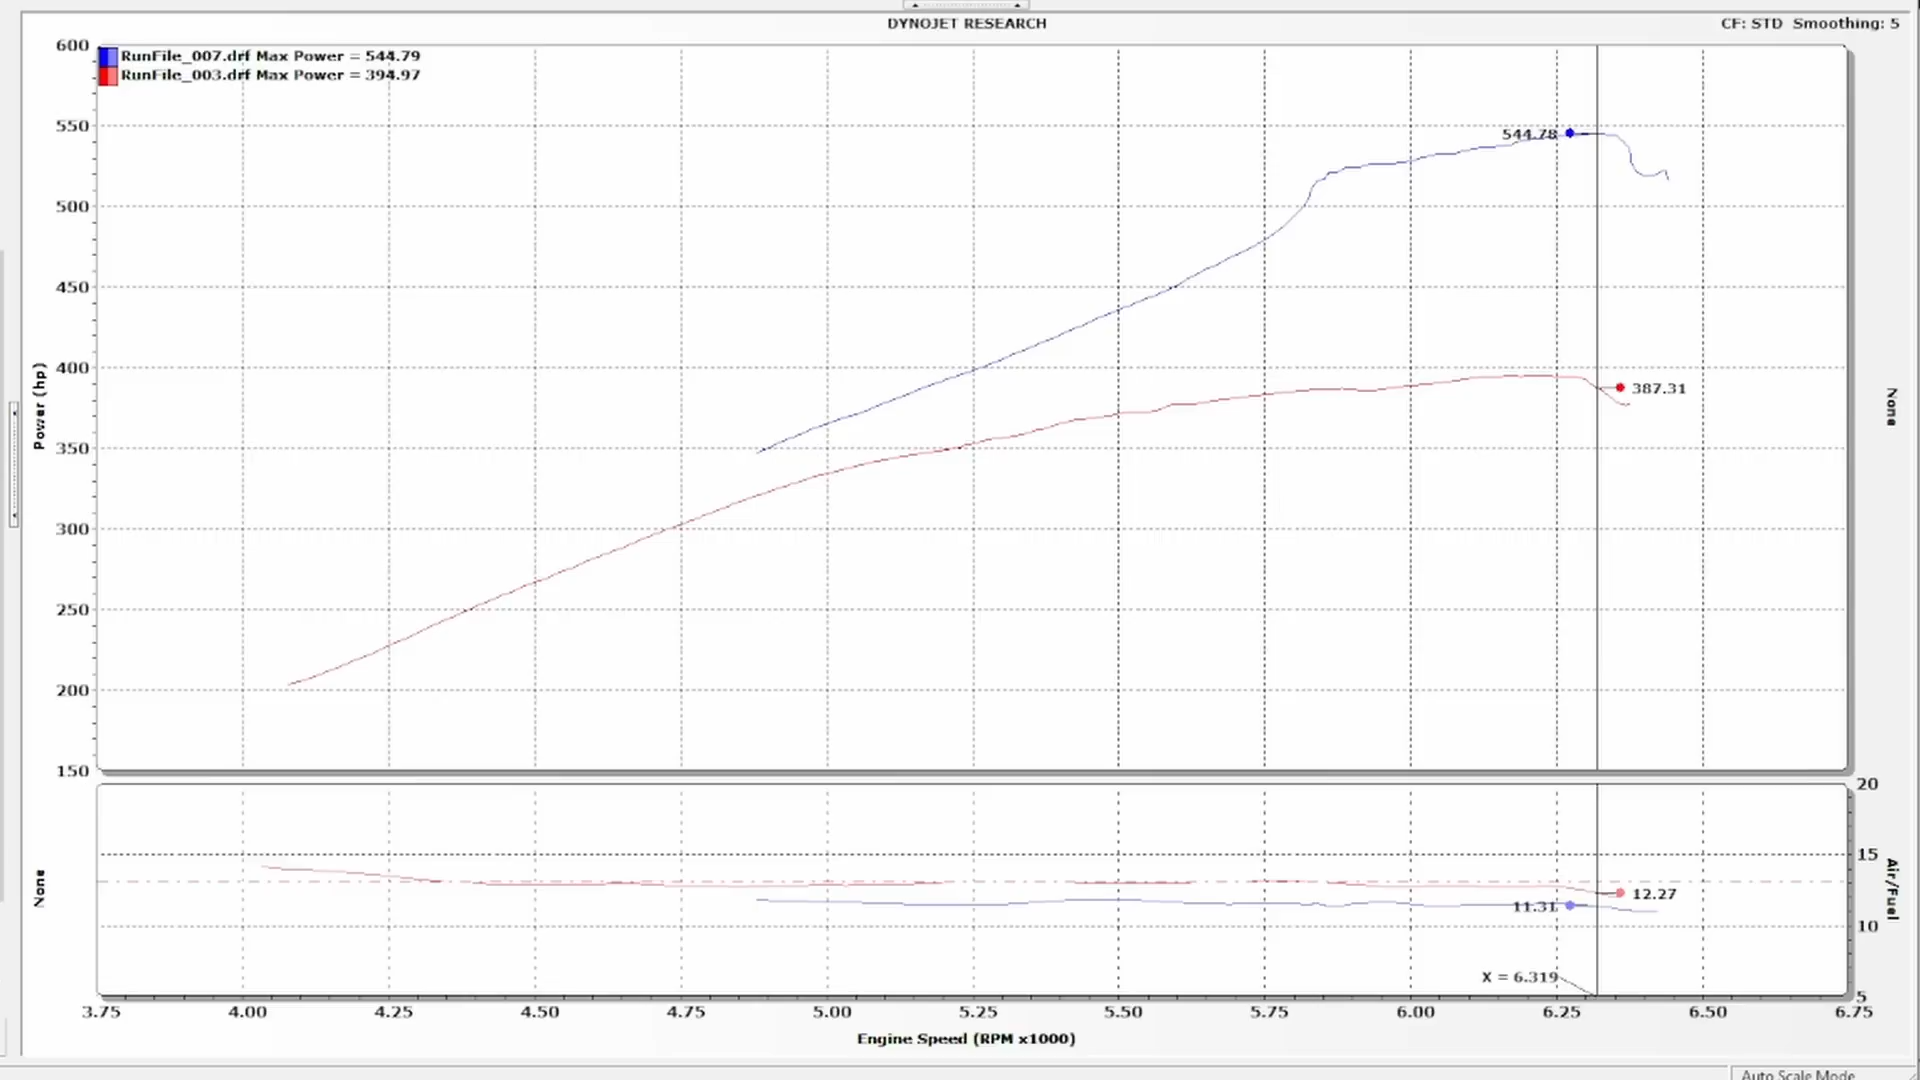 DYNOJET RESEARCH
CF: STD Smoothing: 5
RunFile_007.drf Max Power = 544.79
RunFile_003.drf Max Power = 394.97
600
550
500
450
400
350
300
250
200
150
Power (hp)
None
544.78
387.31
None
20
15
10
5
Air/Fuel
12.27
11.31
X = 6.319
3.75 4.00 4.25 4.50 4.75 5.00 5.25 5.50 5.75 6.00 6.25 6.50 6.75
Engine Speed (RPM x1000)
Auto Scale Mode